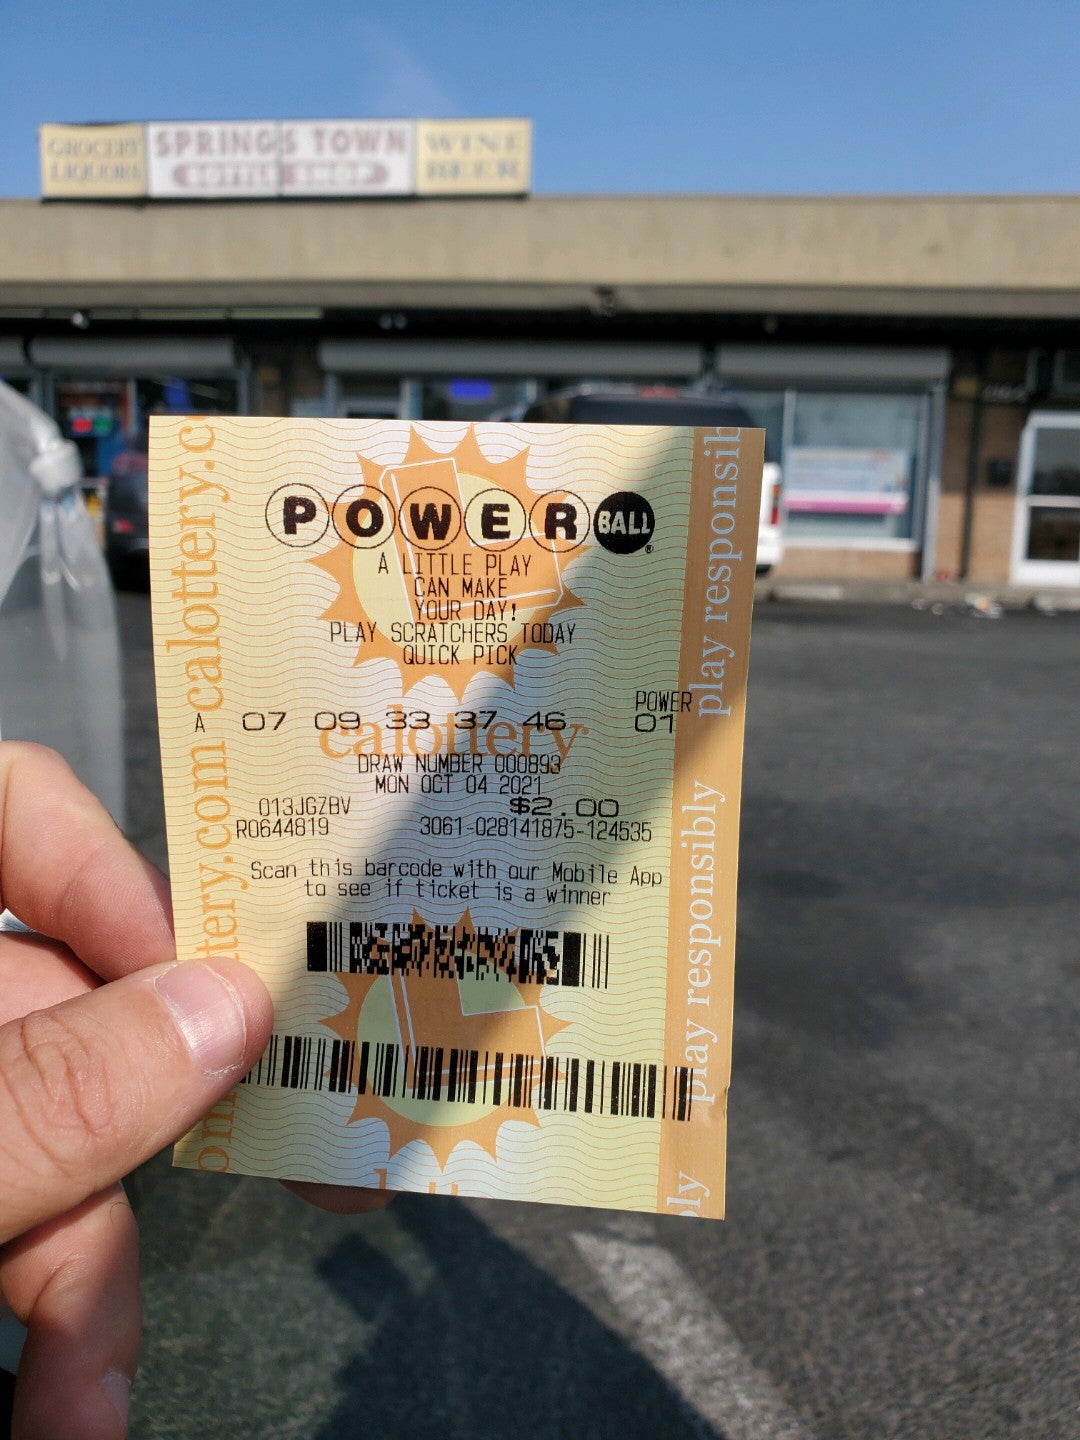 GROCERY
LIQUORS
SPRINGS TOWN
BOTTLE SHOP
WINE
BEER
POWER BALL
A LITTLE PLAY
CAN MAKE
YOUR DAY!
PLAY SCRATCHERS TODAY
QUICK PICK
POWER
A 07 09 33 37 46 01
calottery
DRAW NUMBER 000893
MON OCT 04 2021
013JGZBV $2.00
R0644819 3061-028141875-124535
Scan this barcode with our Mobile App
to see if ticket is a winner
calottery.com calottery.c
play responsibly play responsib